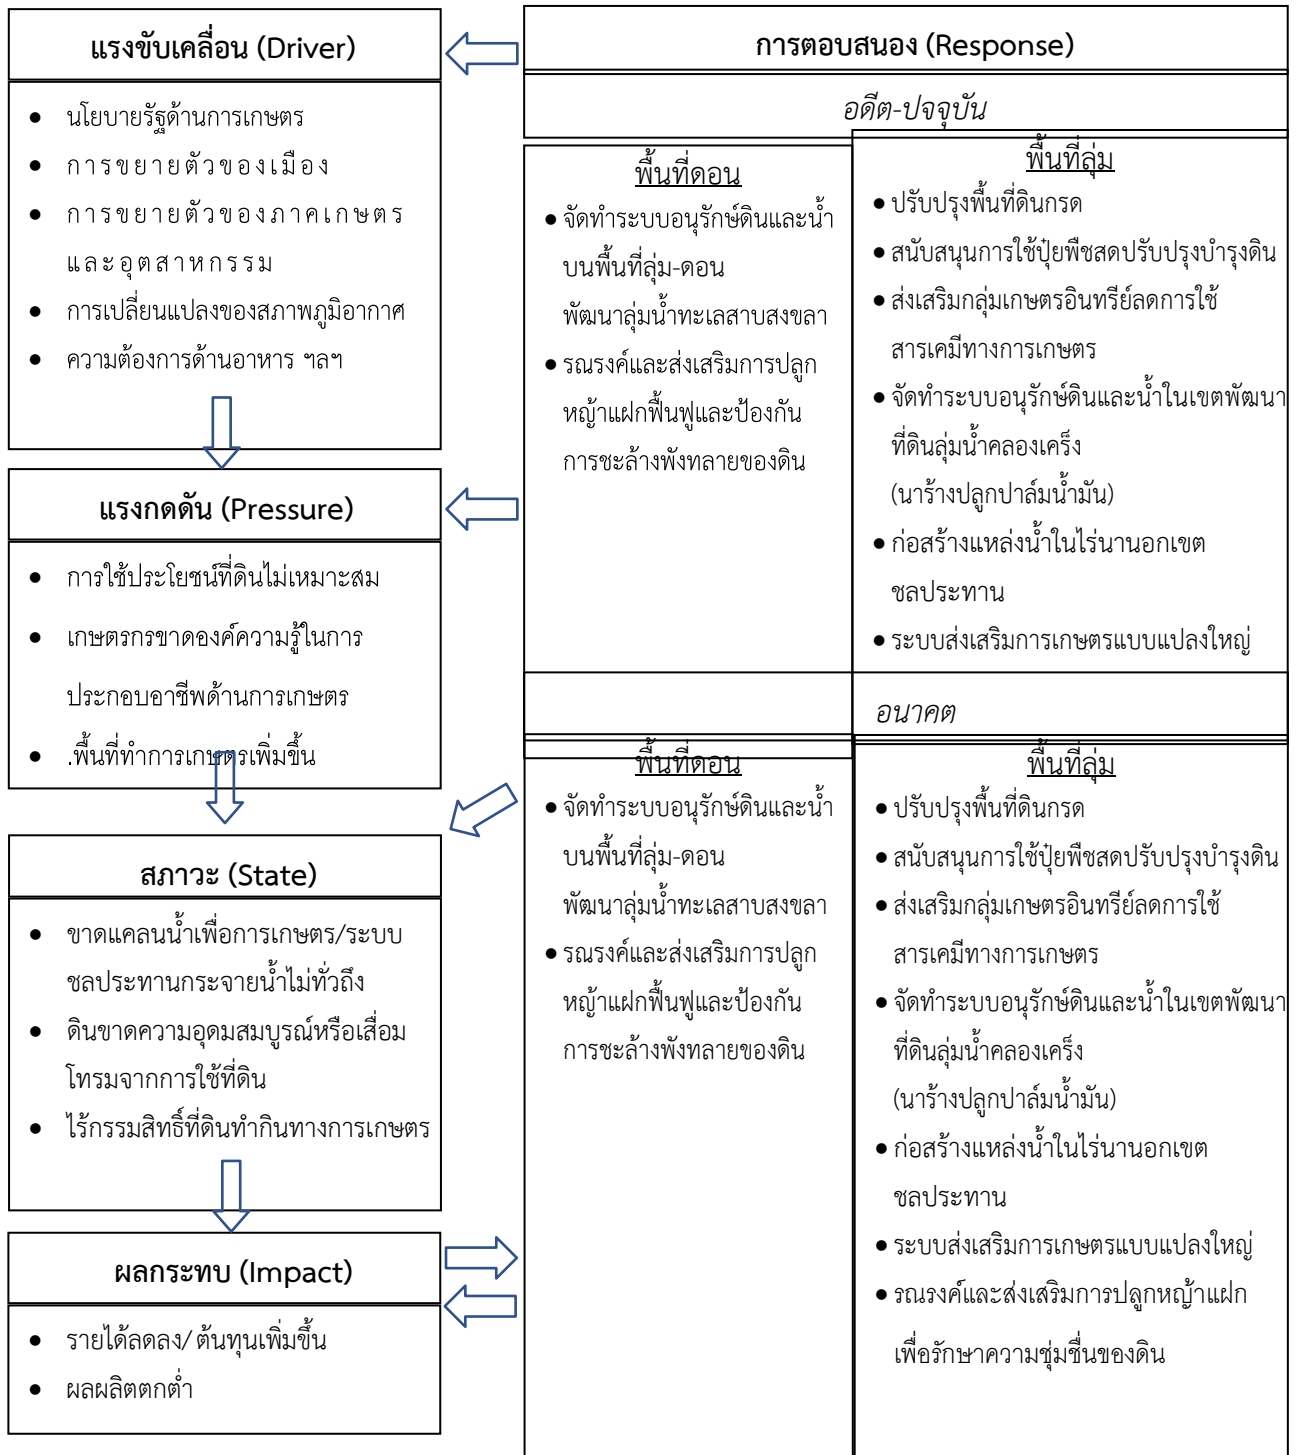 แรงขับเคลื่อน (Driver)
• นโยบายรัฐด้านการเกษตร
• การขยายตัวของเมือง
• การขยายตัวของภาคเกษตร
และอุตสาหกรรม
• การเปลี่ยนแปลงของสภาพภูมิอากาศ
• ความต้องการด้านอาหาร ฯลฯ
แรงกดดัน (Pressure)
• การใช้ประโยชน์ที่ดินไม่เหมาะสม
• เกษตรกรขาดองค์ความรู้ในการ
ประกอบอาชีพด้านการเกษตร
• .พื้นที่ทำการเกษตรเพิ่มขึ้น
สภาวะ (State)
• ขาดแคลนน้ำเพื่อการเกษตร/ระบบ
ชลประทานกระจายน้ำไม่ทั่วถึง
• ดินขาดความอุดมสมบูรณ์หรือเสื่อม
โทรมจากการใช้ที่ดิน
• ไร้กรรมสิทธิ์ที่ดินทำกินทางการเกษตร
ผลกระทบ (Impact)
• รายได้ลดลง/ต้นทุนเพิ่มขึ้น
• ผลผลิตตกต่ำ
การตอบสนอง (Response)
อดีต-ปัจจุบัน
พื้นที่ดอน
• จัดทำระบบอนุรักษ์ดินและน้ำ
บนพื้นที่ลุ่ม-ดอน
พัฒนาลุ่มน้ำทะเลสาบสงขลา
• รณรงค์และส่งเสริมการปลูก
หญ้าแฝกฟื้นฟูและป้องกัน
การชะล้างพังทลายของดิน
พื้นที่ลุ่ม
• ปรับปรุงพื้นที่ดินกรด
• สนับสนุนการใช้ปุ๋ยพืชสดปรับปรุงบำรุงดิน
• ส่งเสริมกลุ่มเกษตรอินทรีย์ลดการใช้
สารเคมีทางการเกษตร
• จัดทำระบบอนุรักษ์ดินและน้ำในเขตพัฒนา
ที่ดินลุ่มน้ำคลองเคร็ง
(นาร้างปลูกปาล์มน้ำมัน)
• ก่อสร้างแหล่งน้ำในไร่นานอกเขต
ชลประทาน
• ระบบส่งเสริมการเกษตรแบบแปลงใหญ่
อนาคต
พื้นที่ดอน
• จัดทำระบบอนุรักษ์ดินและน้ำ
บนพื้นที่ลุ่ม-ดอน
พัฒนาลุ่มน้ำทะเลสาบสงขลา
• รณรงค์และส่งเสริมการปลูก
หญ้าแฝกฟื้นฟูและป้องกัน
การชะล้างพังทลายของดิน
พื้นที่ลุ่ม
• ปรับปรุงพื้นที่ดินกรด
• สนับสนุนการใช้ปุ๋ยพืชสดปรับปรุงบำรุงดิน
• ส่งเสริมกลุ่มเกษตรอินทรีย์ลดการใช้
สารเคมีทางการเกษตร
• จัดทำระบบอนุรักษ์ดินและน้ำในเขตพัฒนา
ที่ดินลุ่มน้ำคลองเคร็ง
(นาร้างปลูกปาล์มน้ำมัน)
• ก่อสร้างแหล่งน้ำในไร่นานอกเขต
ชลประทาน
• ระบบส่งเสริมการเกษตรแบบแปลงใหญ่
• รณรงค์และส่งเสริมการปลูกหญ้าแฝก
เพื่อรักษาความชุ่มชื่นของดิน